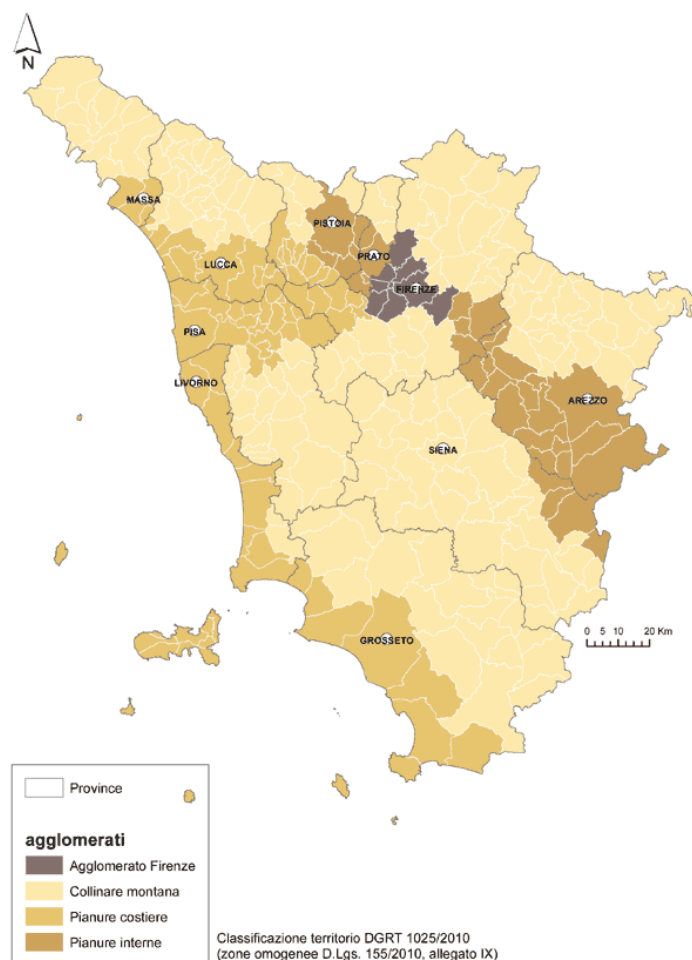 N
MASSA
PISTOIA
PRATO
LUCCA
FIRENZE
PISA
LIVORNO
AREZZO
SIENA
0 5 10 20 Km
GROSSETO
Province
agglomerati
Agglomerato Firenze
Collinare montana
Pianure costiere
Pianure interne
Classificazione territorio DGRT 1025/2010
(zone omogenee D.Lgs. 155/2010, allegato IX)